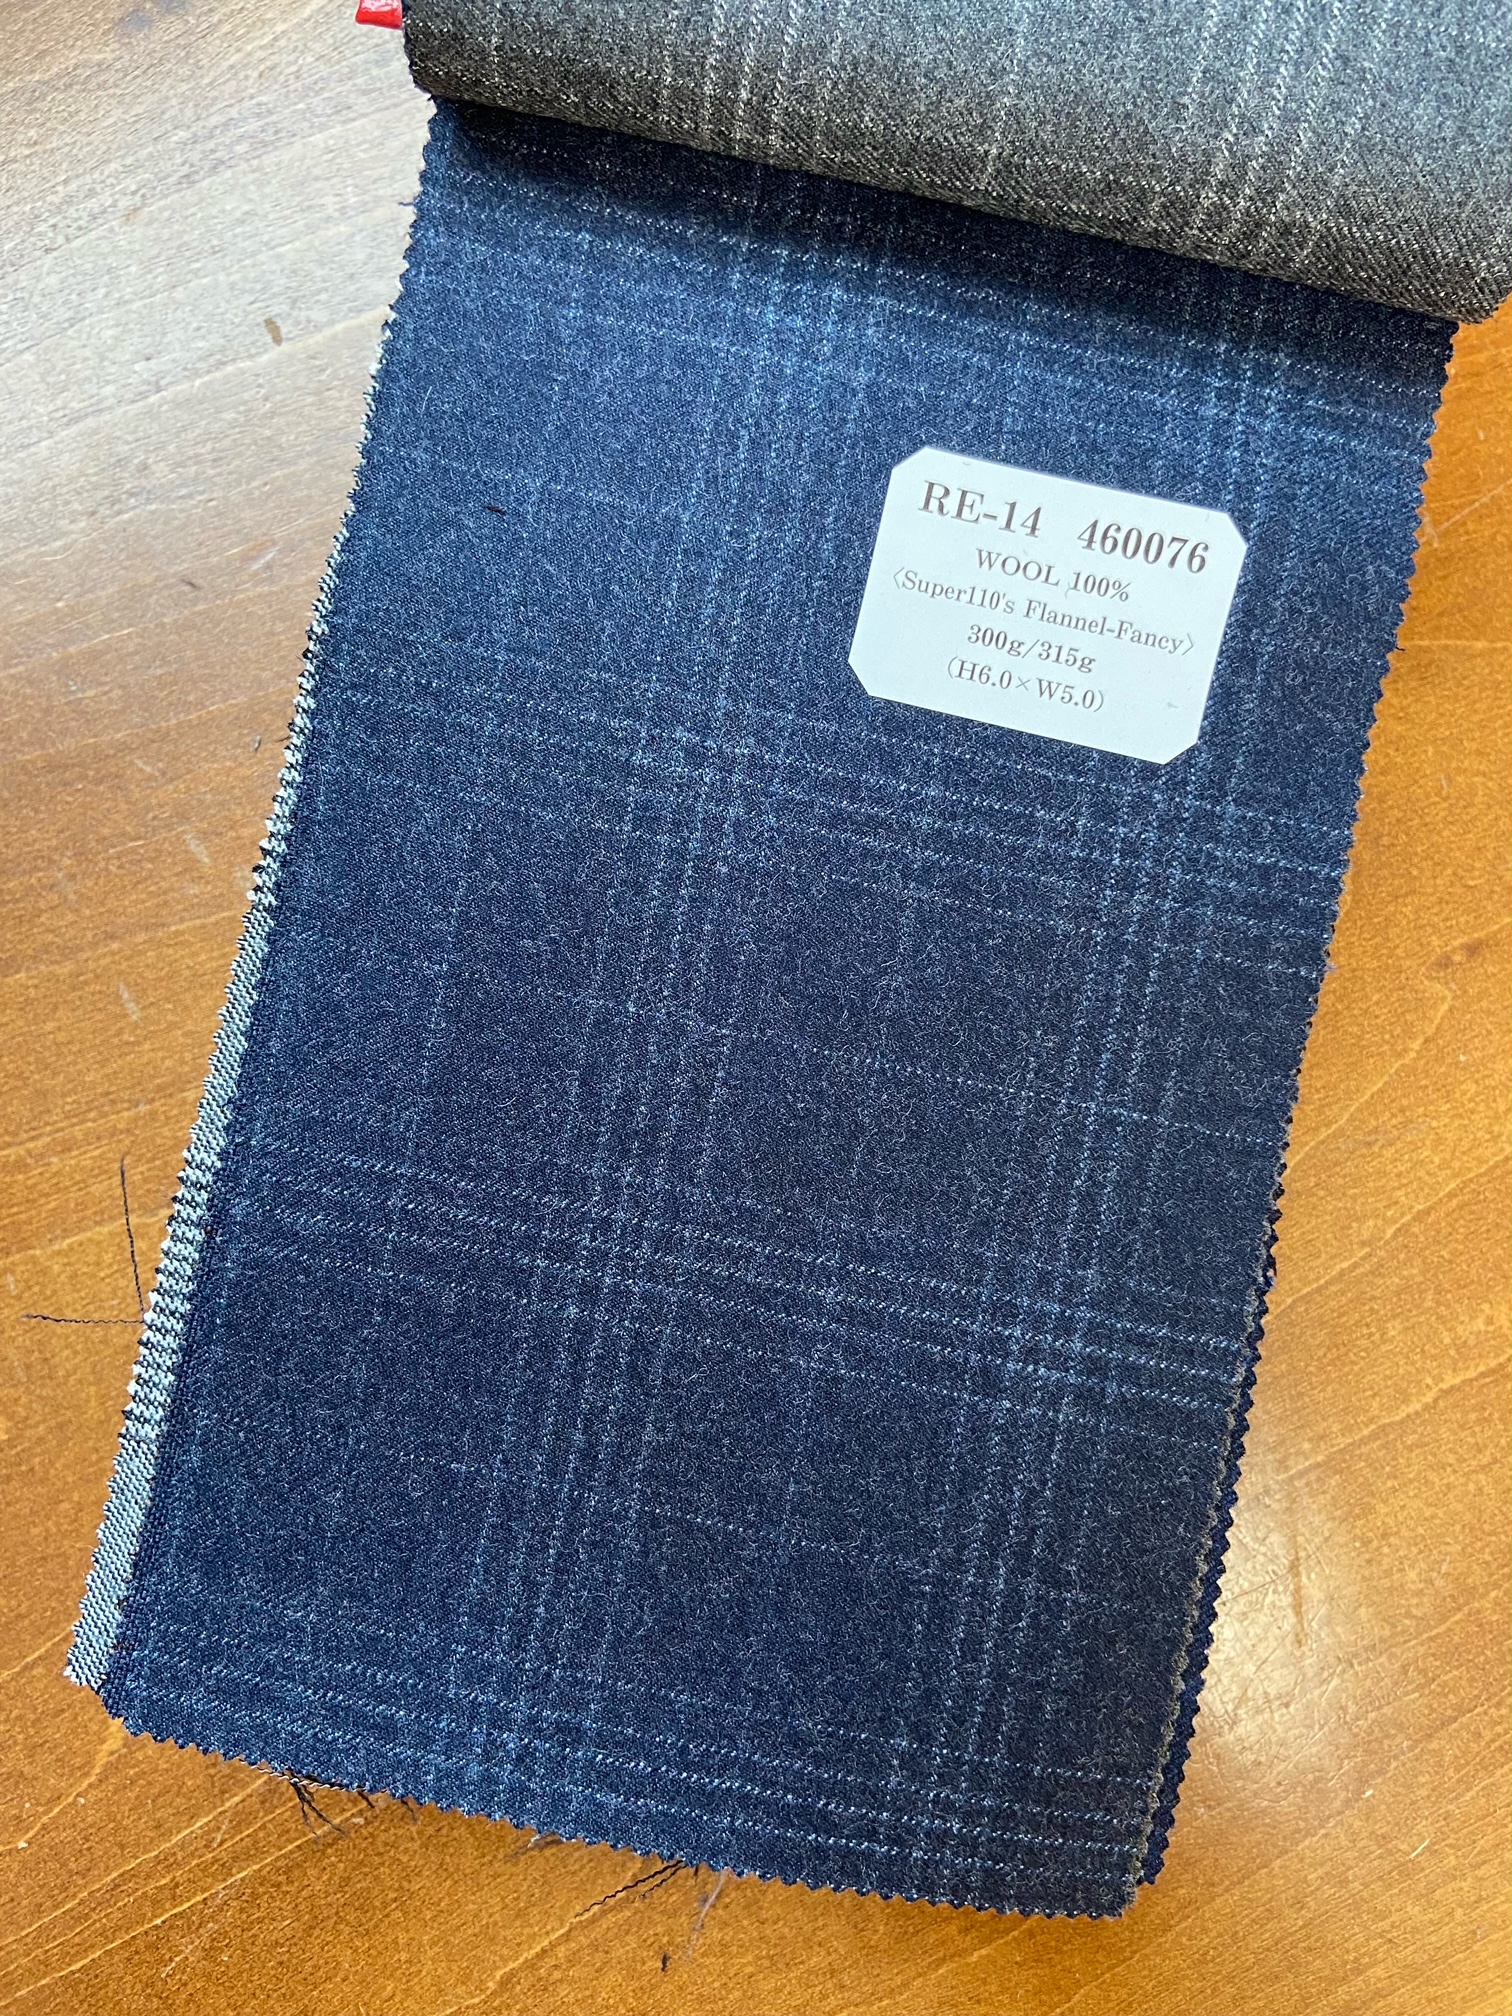 RE-14 460076
WOOL 100%
〈Super110's Flannel-Fancy〉
300g/315g
(H6.0×W5.0)